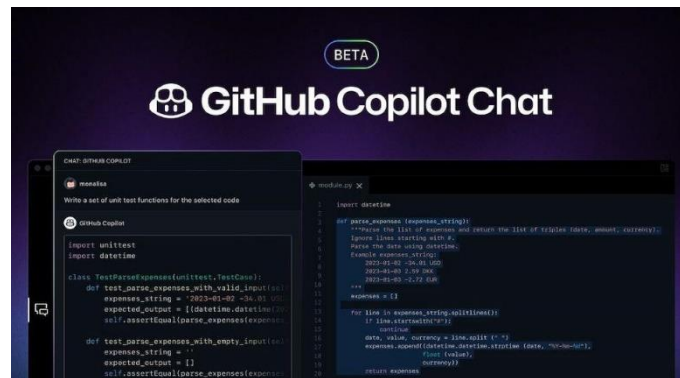 BETA
GitHub Copilot Chat
CHAT: GITHUB COPILOT
monalisa
Write a set of unit test functions for the selected code
GitHub Copilot
import unittest
import datetime
class TestParseExpenses(unittest.TestCase):
def test_parse_expenses_with_valid_input(
expenses_string = '2023-01-02 -34.01 USD
expected_output = [(datetime.datetime(
self.assertEqual(parse_expenses(expenses
def test_parse_expenses_with_empty_input(
expenses_string = ''
expected_output = []
self.assertEqual(parse_expenses(expens
module.py
1 import datetime
2
3 def parse_expenses (expenses_string):
"""Parse the list of expenses and return the list of triples (date, amount, currency).
Ignore lines starting with #.
Parse the date using datetime.
Example expenses_string:
2023-01-02 -34.01 USD
2023-01-03 2.59 DKK
2023-01-03 -2.72 EUR
"""
expenses = []
for line in expenses_string.splitlines():
if line.startswith("#"):
continue
date, value, currency = line.split (" ")
expenses.append((datetime.datetime.strptime (date, "%Y-%m-%d"),
float (value),
currency))
return expenses